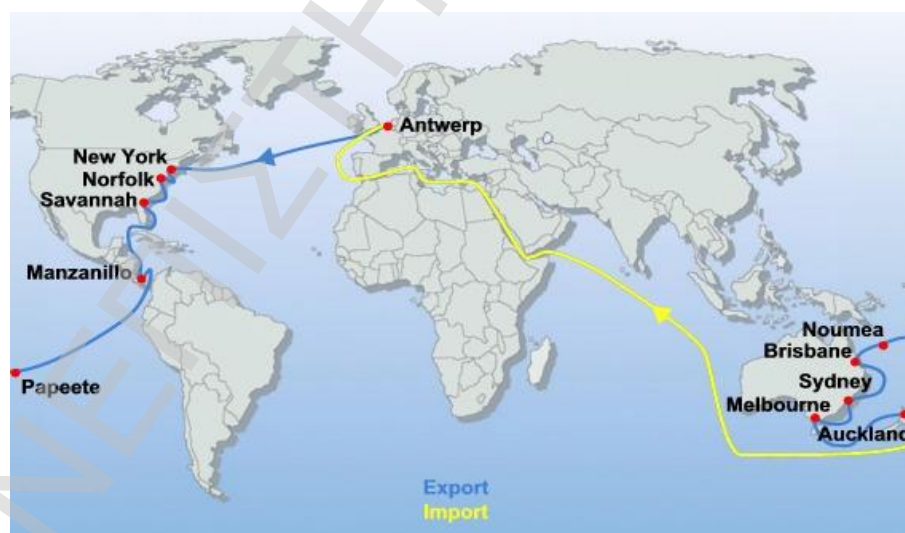 Antwerp
New York
Norfolk
Savannah
Manzanillo
Papeete
Noumea
Brisbane
Sydney
Melbourne
Auckland
Export
Import